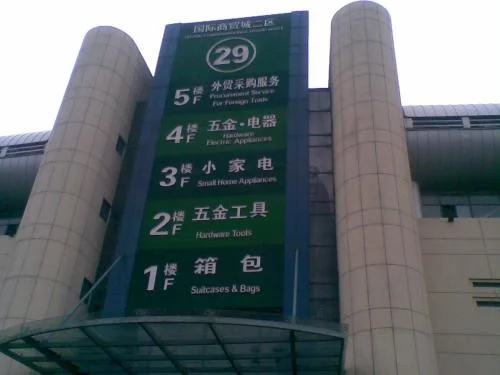 国际商贸城二区
29
5楼F 外贸采购服务
Procurement Service
For Foreign Trade
4楼F 五金·电器
Hardware
Electric Appliances
3楼F 小家电
Small Home Appliances
2楼F 五金工具
Hardware Tools
1楼F 箱包
Suitcases & Bags